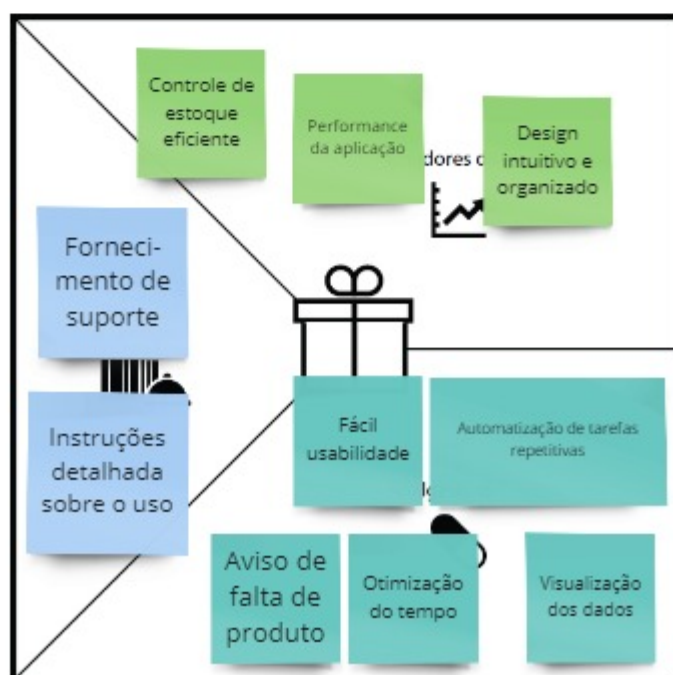 Controle de
estoque
eficiente
Performance
da aplicação
Design
intuitivo e
organizado
Forneci-
mento de
suporte
Instruções
detalhada
sobre o uso
Fácil
usabilidade
Automatização de tarefas
repetitivas
Aviso de
falta de
produto
Otimização
do tempo
Visualização
dos dados